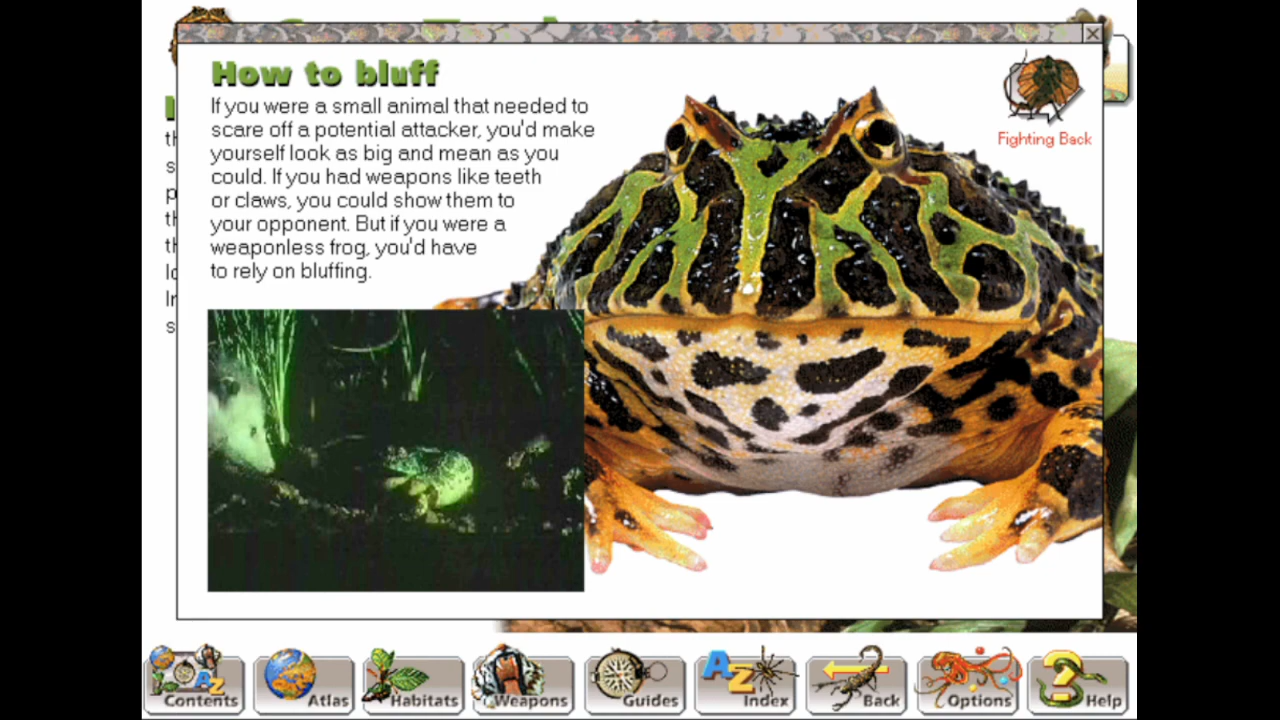 How to bluff
If you were a small animal that needed to
scare off a potential attacker, you'd make
yourself look as big and mean as you
could. If you had weapons like teeth
or claws, you could show them to
your opponent. But if you were a
weaponless frog, you'd have
to rely on bluffing.
Fighting Back
Contents
Atlas
Habitats
Weapons
Guides
AZ
Index
Back
Options
Help